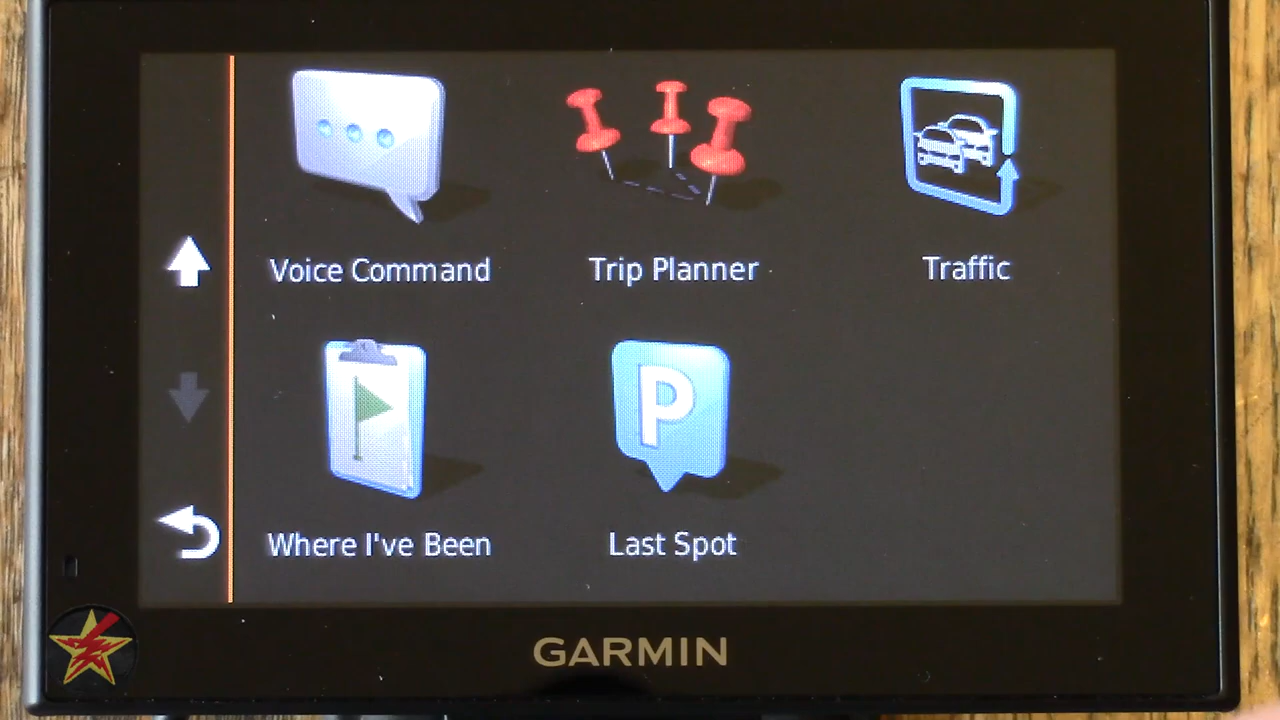 Voice Command
Trip Planner
Traffic
Where I've Been
P
Last Spot
GARMIN